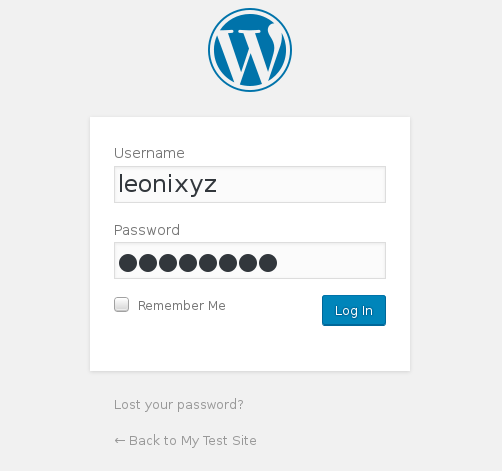 Username
leonixyz
Password
●●●●●●●●
Remember Me
Log In
Lost your password?
← Back to My Test Site